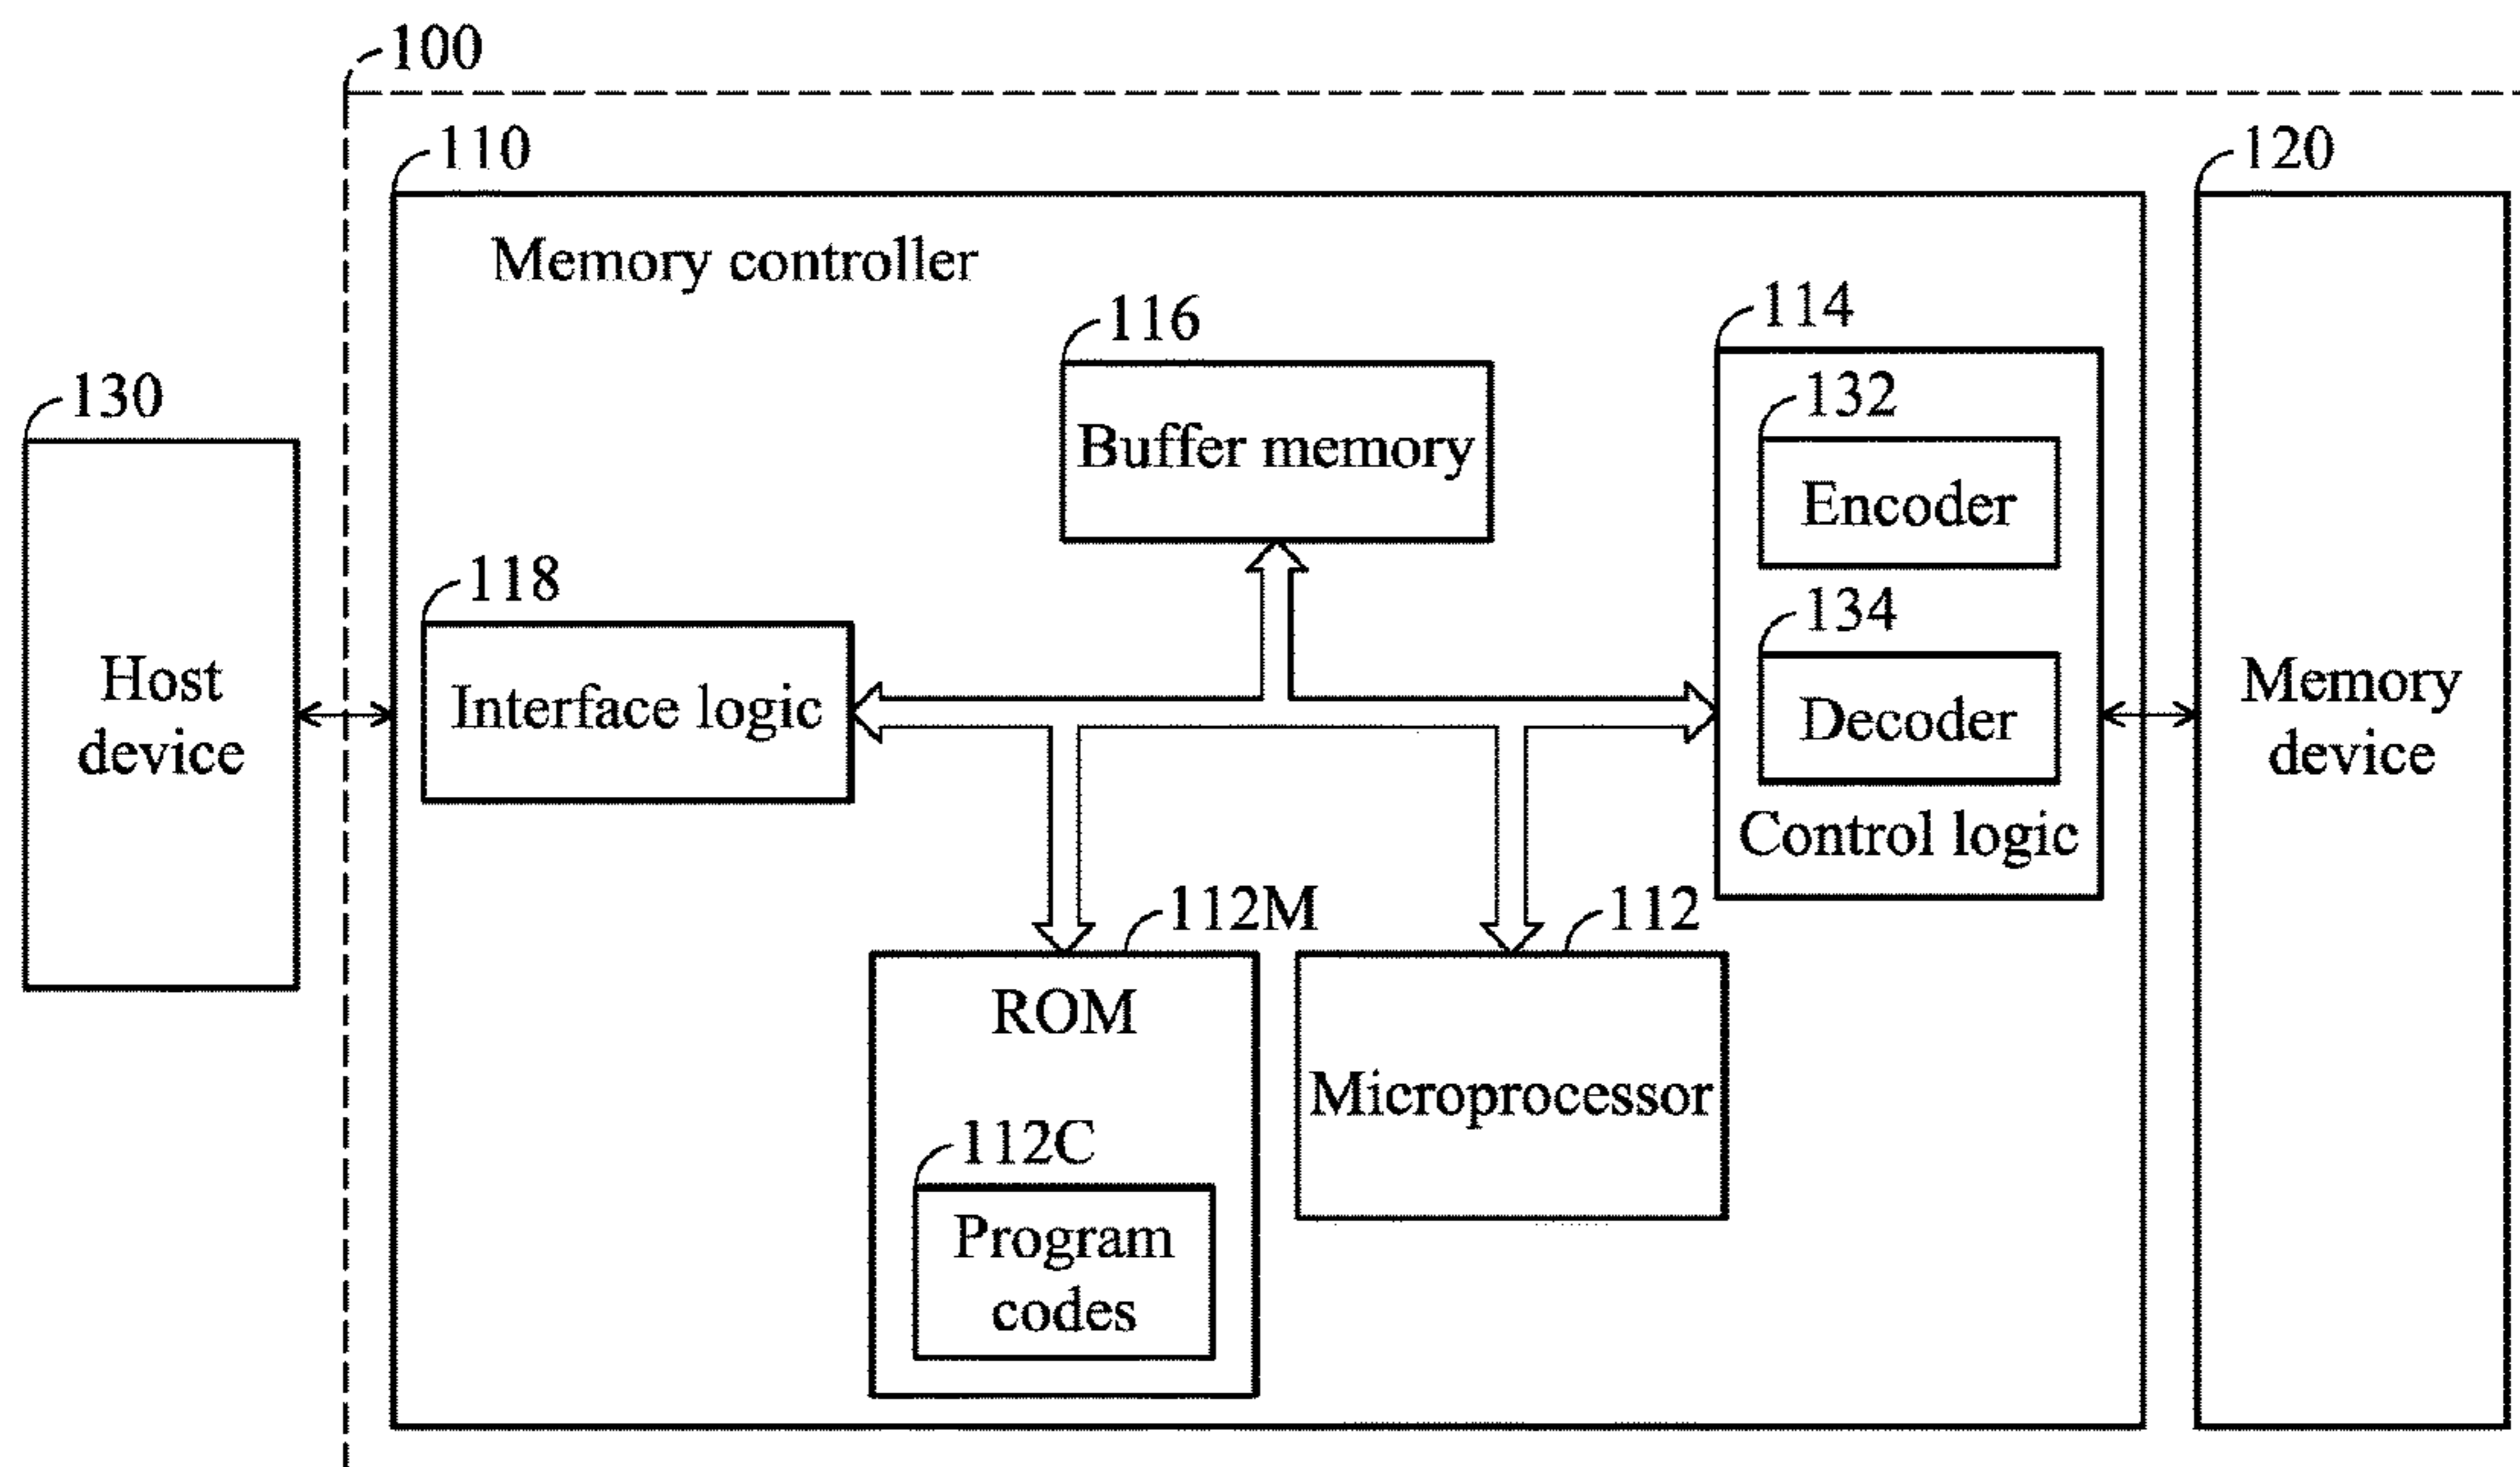 100
110
120
Memory controller
116
114
130
132
Buffer memory
Encoder
118
134
Host
device
Interface logic
Decoder
Memory
device
Control logic
112M
112
ROM
Microprocessor
112C
Program
codes